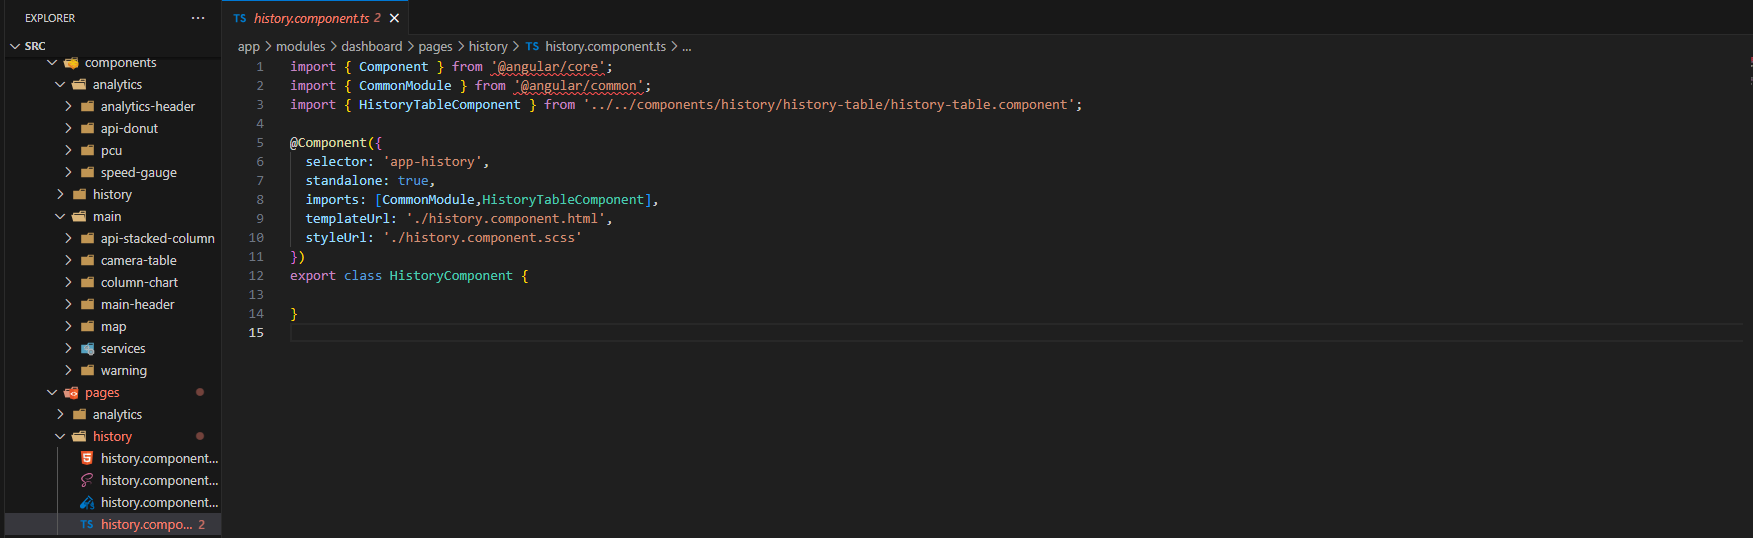 EXPLORER
SRC
components
analytics
analytics-header
api-donut
pcu
speed-gauge
history
main
api-stacked-column
camera-table
column-chart
main-header
map
services
warning
pages
analytics
history
history.component...
history.component...
history.component...
TS history.compo... 2
TS history.component.ts 2
app > modules > dashboard > pages > history > TS history.component.ts > ...
1 import { Component } from '@angular/core';
2 import { CommonModule } from '@angular/common';
3 import { HistoryTableComponent } from '../../components/history/history-table/history-table.component';
4
5 @Component({
6 selector: 'app-history',
7 standalone: true,
8 imports: [CommonModule,HistoryTableComponent],
9 templateUrl: './history.component.html',
10 styleUrl: './history.component.scss'
11 })
12 export class HistoryComponent {
13
14 }
15